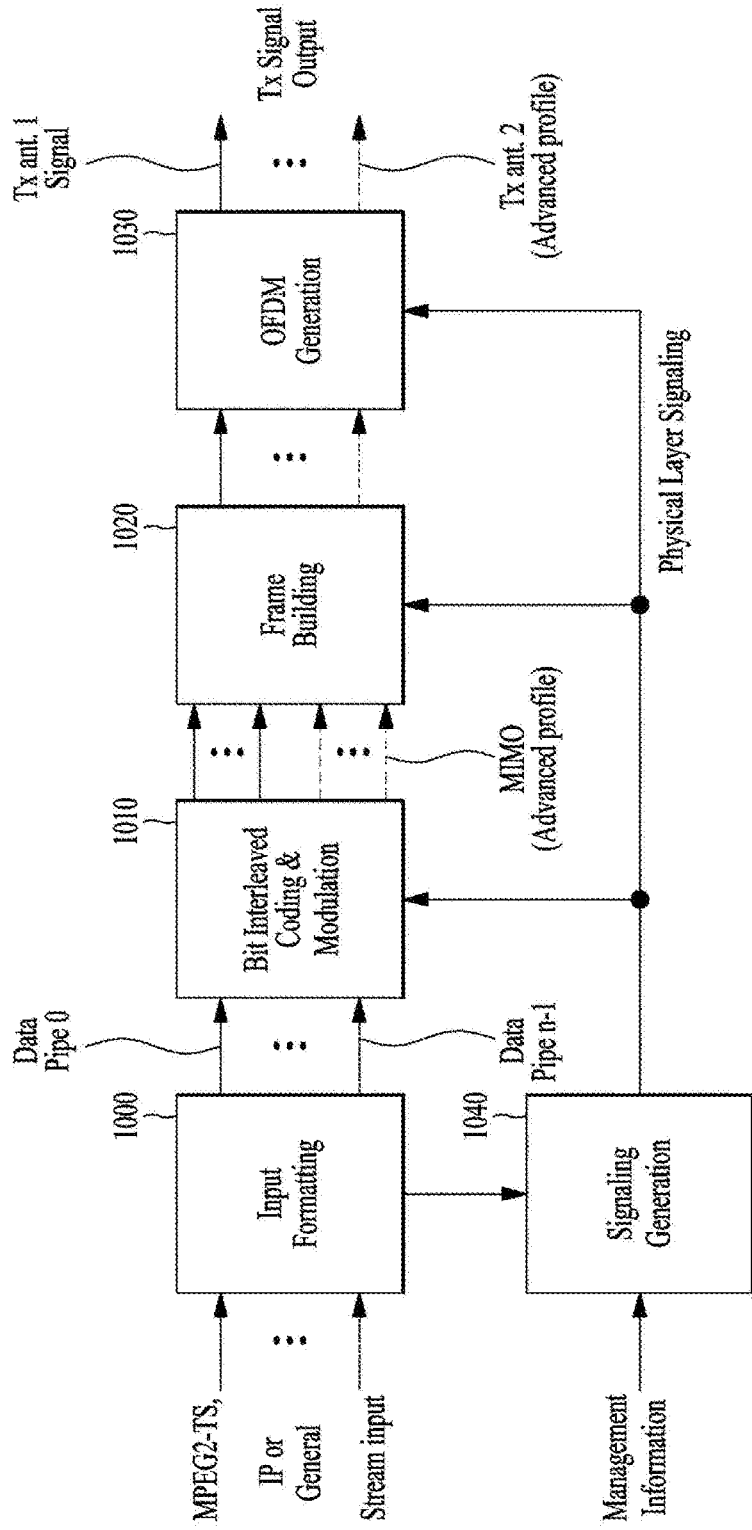 MPEG2-TS,
IP or
General
Stream input
Management
Information
1000
Input
Formatting
1040
Signaling
Generation
Data
Pipe 0
Data
Pipe n-1
1010
Bit Interleaved
Coding &
Modulation
MIMO
(Advanced profile)
1020
Frame
Building
Physical Layer Signaling
1030
OFDM
Generation
Tx ant. 1
Signal
Tx Signal
Output
Tx ant. 2
(Advanced profile)